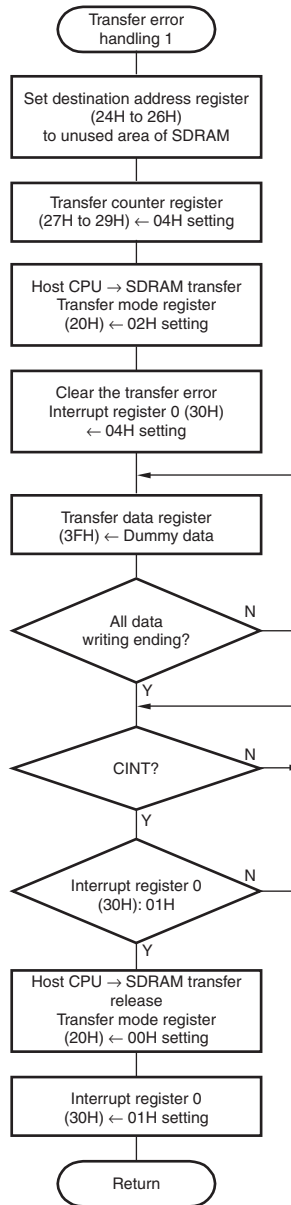 Transfer error
handling 1
Set destination address register
(24H to 26H)
to unused area of SDRAM
Transfer counter register
(27H to 29H) ← 04H setting
Host CPU → SDRAM transfer
Transfer mode register
(20H) ← 02H setting
Clear the transfer error
Interrupt register 0 (30H)
← 04H setting
Transfer data register
(3FH) ← Dummy data
All data
writing ending?
N
Y
CINT?
N
Y
Interrupt register 0
(30H): 01H
N
Y
Host CPU → SDRAM transfer
release
Transfer mode register
(20H) ← 00H setting
Interrupt register 0
(30H) ← 01H setting
Return